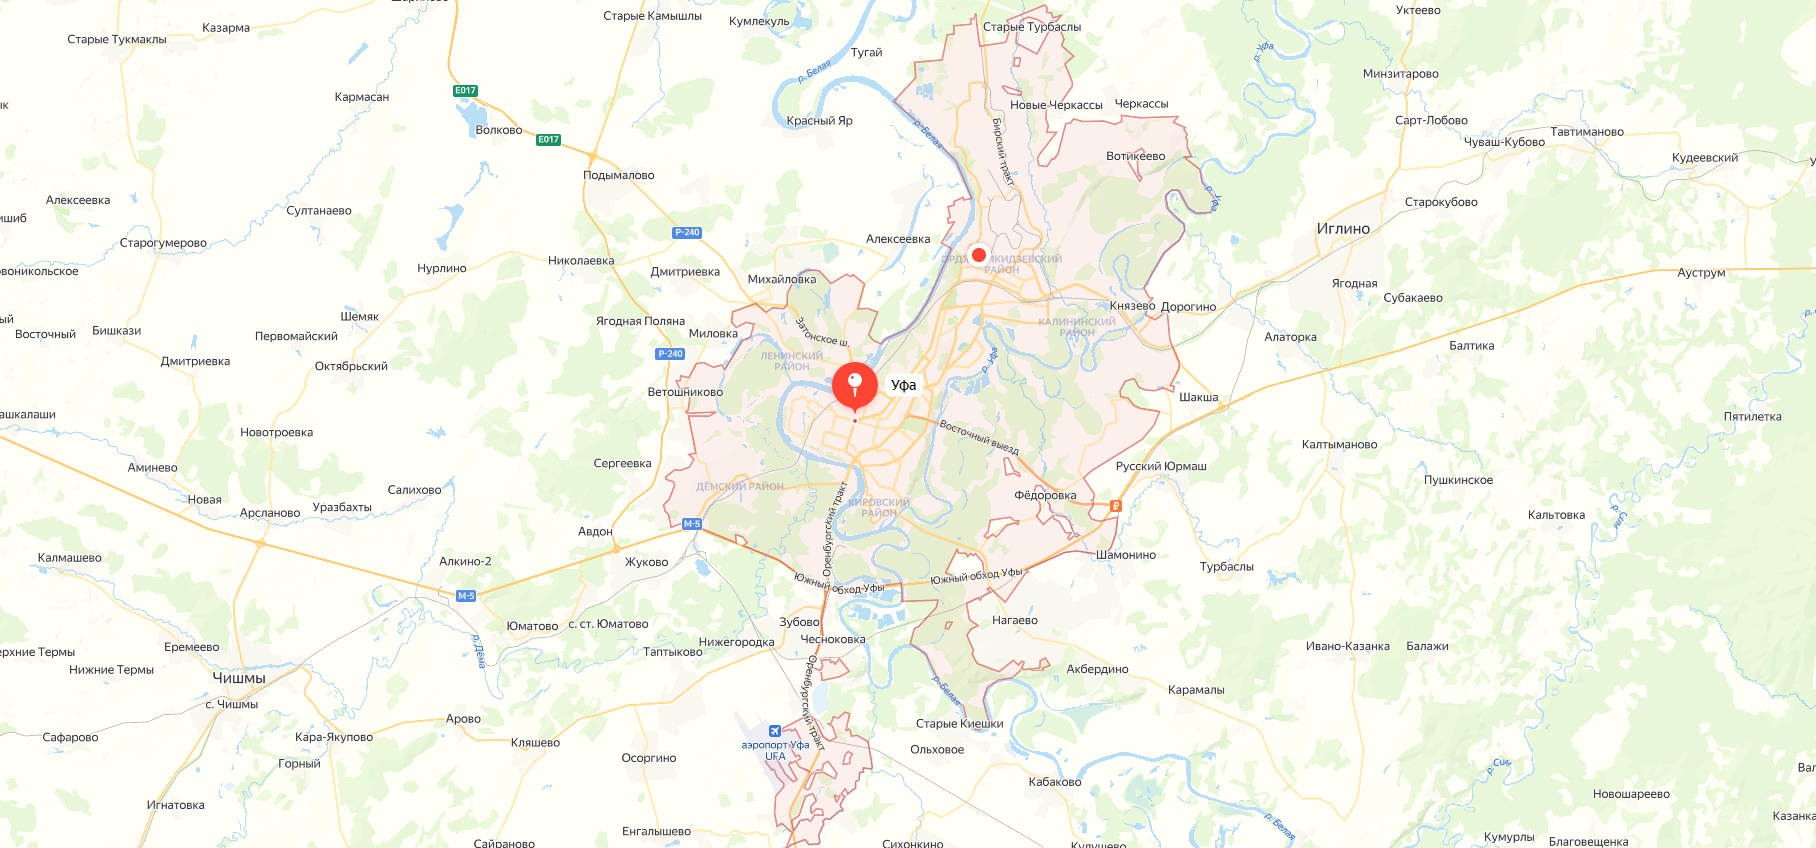 Старые Камышлы
Кумлекуль
Уктеево
Казарма
Старые Тукмаклы
Старые Турбаслы
Тугай
р. Уфа
р. Белая
Минзитарово
E017
Кармасан
Новые Черкассы
Черкассы
Волково
Красный Яр
Сарт-Лобово
Тавтиманово
E017
р. Белая
Бирский тракт
Чуваш-Кубово
Вотикеево
Кудеевский
Подымалово
Алексеевка
р. Уфа
Старокубово
Султанаево
Иглино
Р-240
Старогумерово
Алексеевка
Николаевка
Нурлино
Дмитриевка
Михайловка
РАЙОН
Ауструм
Ягодная
Субакаево
Князево
Дорогино
Шемяк
Ягодная Поляна
Затонское ш.
КАЛИНИНСКИЙ
РАЙОН
Восточный
Бишкази
Первомайский
Миловка
Алаторка
Балтика
Р-240
ЛЕНИНСКИЙ
РАЙОН
р. Уфа
Дмитриевка
Октябрьский
Уфа
Ветошниково
Шакша
Пятилетка
Новотроевка
Восточный выезд
Калтыманово
Аминево
Сергеевка
Русский Юрмаш
Пушкинское
Салихово
ДЁМСКИЙ РАЙОН
Фёдоровка
Новая
Уразбахты
Арсланово
КИРОВСКИЙ
РАЙОН
Оренбургский тракт
Кальтовка
р. Сим
М-5
Авдон
Калмашево
Алкино-2
Жуково
Шамонино
Турбаслы
Южный обход Уфы
Южный обход Уфы
М-5
Юматово
с. ст. Юматово
Зубово
Нагаево
Чесноковка
Нижегородка
Еремеево
Таптыково
р. Дёма
Ивано-Казанка
Балажи
Нижние Термы
Чишмы
Оренбургский тракт
Акбердино
р. Белая
Карамалы
с. Чишмы
Арово
Старые Киешки
Сафарово
Кара-Якупово
Кляшево
аэропорт Уфа
UFA
Ольховое
Осоргино
Горный
Кабаково
р. Сим
Игнатовка
Новошареево
Енгалышево
р. Белая
Кумурлы
Благовещенка
Сайраново
Сихонкино
Кулушево